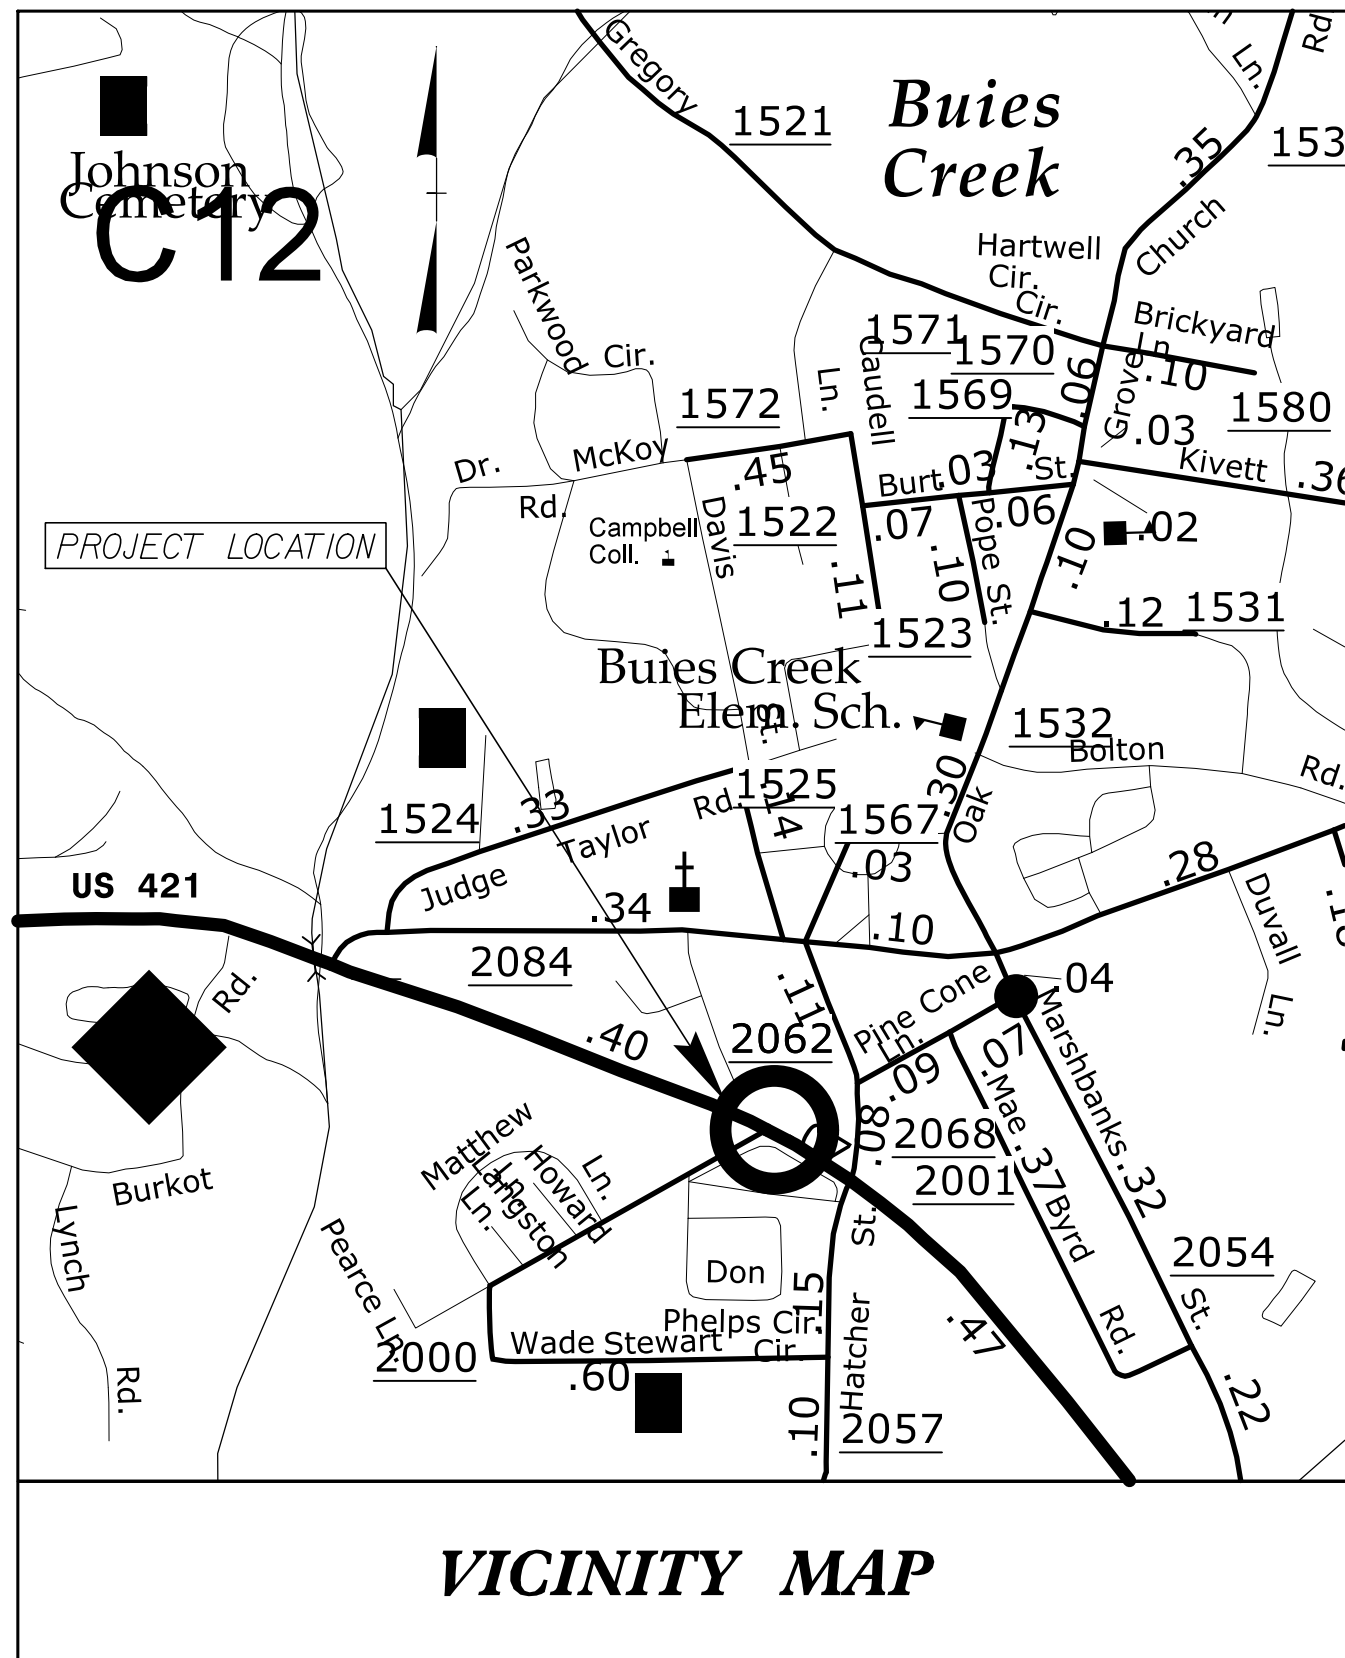 Gregory
Ln.
Rd
1521
Buies
Creek
.35
153
Johnson
Cemetery
C12
Church
Parkwood
Cir.
Hartwell
Cir.
Cir.
Brickyard
Ln
.10
1571
1570
1569
.06
Grove
.03
1580
Caudell
Ln.
1572
.13
Dr.
McKoy
Rd.
.45
Burt
.03
St.
Kivett
.36
PROJECT LOCATION
Campbell
Coll.
Davis
St.
1522
.07
.06
Pope St.
.10
.11
.10
.02
.12
1531
1523
Buies Creek
Elem. Sch.
1532
Bolton
Rd.
1524
.33
Taylor
Rd.
1525
.14
1567
.03
.30
Oak
.28
Duvall
Ln.
US 421
Judge
.34
.10
2084
Rd.
.40
.11
Pine Cone
Ln.
.04
2062
.09
.07
Marshbanks
Mae
.37
Byrd
Rd.
.32
St.
.08
2068
2001
Matthew
Ln.
Langston
Ln.
Howard
Ln.
Burkot
Lynch
Rd.
Pearce Ln.
2054
Don
Phelps Cir.
.15
St.
Hatcher
.47
2000
Wade Stewart
Cir.
.60
.10
2057
.22
VICINITY MAP